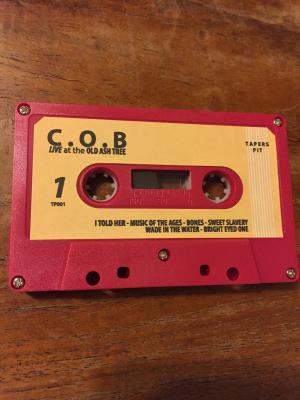 C.O.B
LIVE at the OLD ASH TREE
TAPERS
PIT
1
TP001
I TOLD HER - MUSIC OF THE AGES - BONES - SWEET SLAVERY
WADE IN THE WATER - BRIGHT EYED ONE